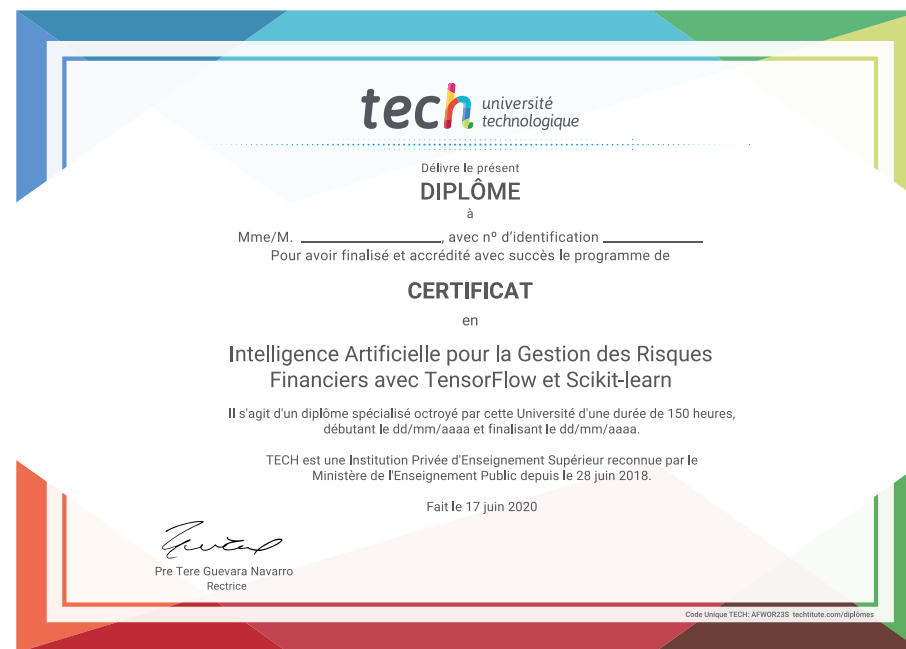 tech université
technologique
Délivre le présent
DIPLÔME
à
Mme/M. ____________________, avec nº d'identification ______________
Pour avoir finalisé et accrédité avec succès le programme de
CERTIFICAT
en
Intelligence Artificielle pour la Gestion des Risques
Financiers avec TensorFlow et Scikit-learn
Il s'agit d'un diplôme spécialisé octroyé par cette Université d'une durée de 150 heures,
débutant le dd/mm/aaaa et finalisant le dd/mm/aaaa.
TECH est une Institution Privée d'Enseignement Supérieur reconnue par le
Ministère de l'Enseignement Public depuis le 28 juin 2018.
Fait le 17 juin 2020
Pre Tere Guevara Navarro
Rectrice
Code Unique TECH: AFWOR23S techtitute.com/diplômes